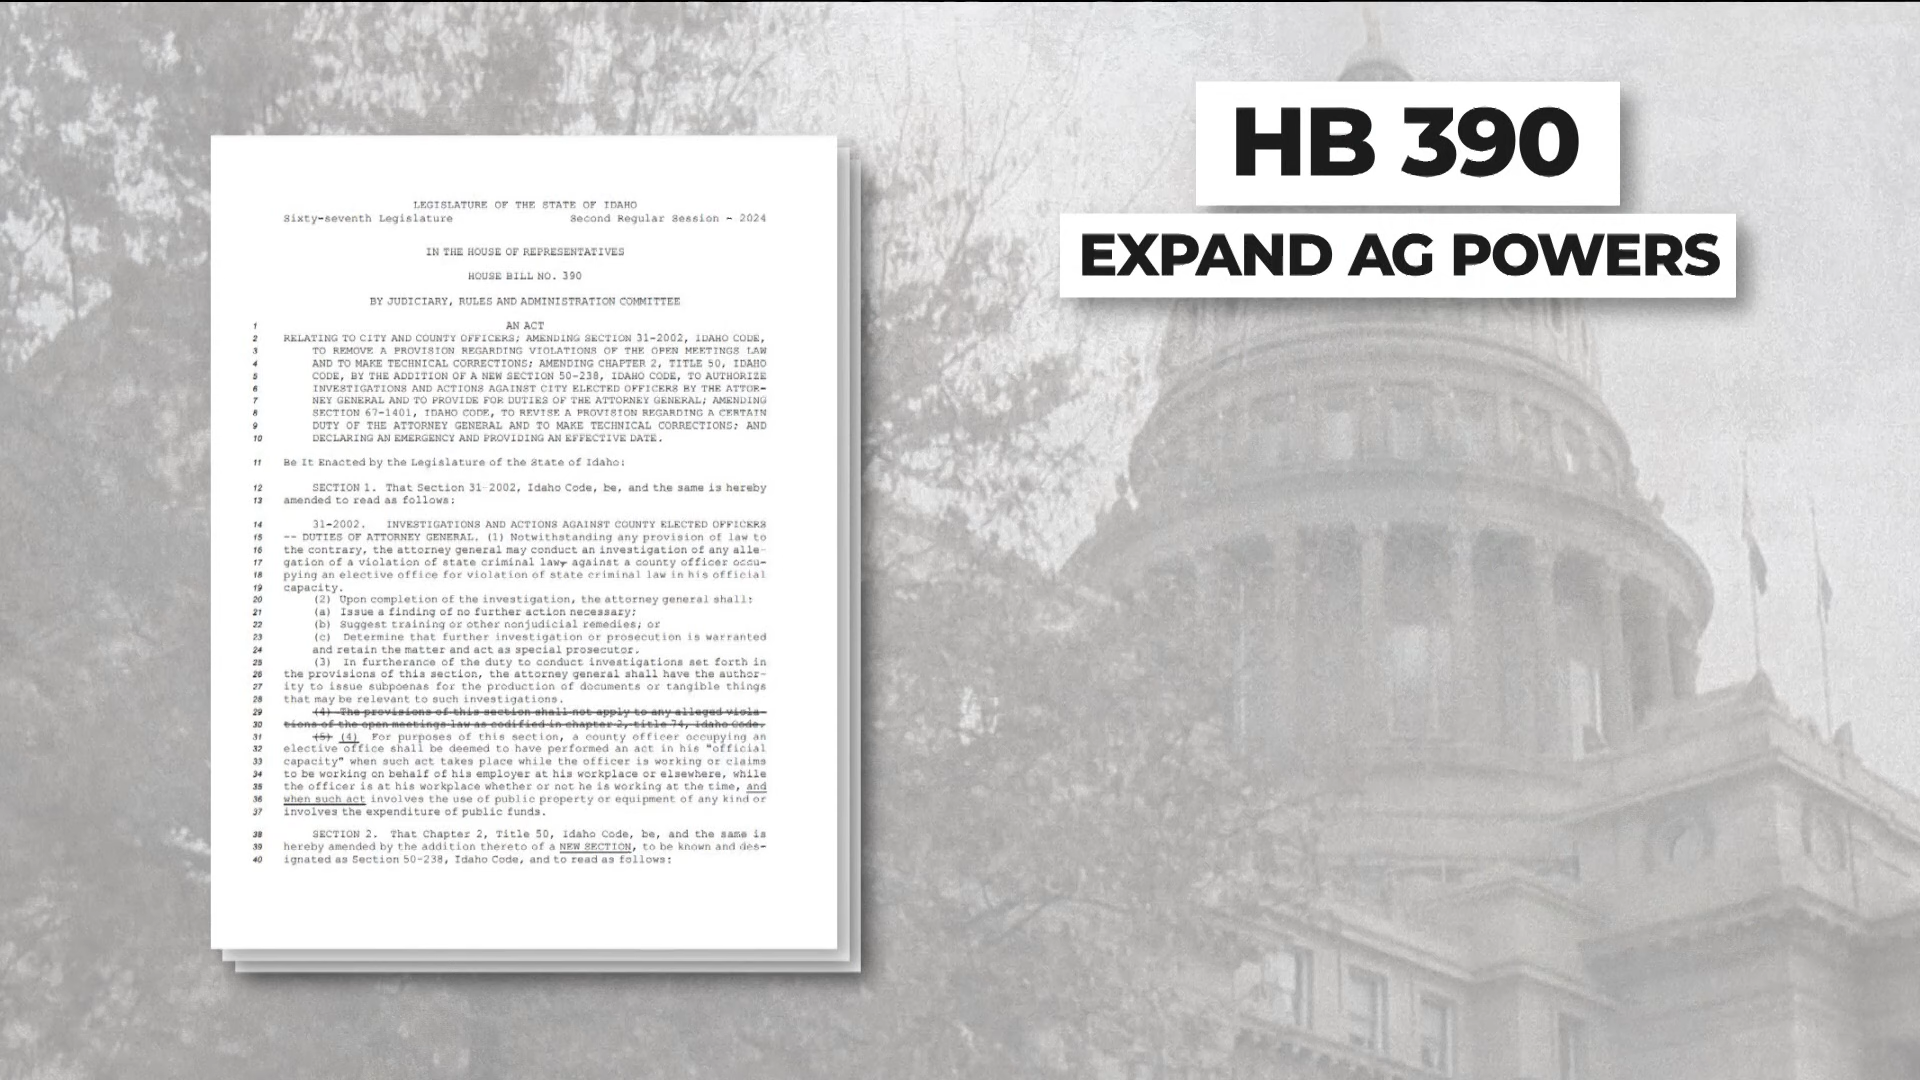 HB 390
EXPAND AG POWERS
LEGISLATURE OF THE STATE OF IDAHO
Sixty-seventh Legislature Second Regular Session - 2024
IN THE HOUSE OF REPRESENTATIVES
HOUSE BILL NO. 390
BY JUDICIARY, RULES AND ADMINISTRATION COMMITTEE
1 AN ACT
2 RELATING TO CITY AND COUNTY OFFICERS; AMENDING SECTION 31-2002, IDAHO CODE,
3 TO REMOVE A PROVISION REGARDING VIOLATIONS OF THE OPEN MEETINGS LAW
4 AND TO MAKE TECHNICAL CORRECTIONS; AMENDING CHAPTER 2, TITLE 50, IDAHO
5 CODE, BY THE ADDITION OF A NEW SECTION 50-238, IDAHO CODE, TO AUTHORIZE
6 INVESTIGATIONS AND ACTIONS AGAINST CITY ELECTED OFFICERS BY THE ATTOR-
7 NEY GENERAL AND TO PROVIDE FOR DUTIES OF THE ATTORNEY GENERAL; AMENDING
8 SECTION 67-1401, IDAHO CODE, TO REVISE A PROVISION REGARDING A CERTAIN
9 DUTY OF THE ATTORNEY GENERAL AND TO MAKE TECHNICAL CORRECTIONS; AND
10 DECLARING AN EMERGENCY AND PROVIDING AN EFFECTIVE DATE.
11 Be It Enacted by the Legislature of the State of Idaho:
12 SECTION 1. That Section 31-2002, Idaho Code, be, and the same is hereby
13 amended to read as follows:
14 31-2002. INVESTIGATIONS AND ACTIONS AGAINST COUNTY ELECTED OFFICERS
15 -- DUTIES OF ATTORNEY GENERAL. (1) Notwithstanding any provision of law to
16 the contrary, the attorney general may conduct an investigation of any alle-
17 gation of a violation of state criminal law, against a county officer occu-
18 pying an elective office for violation of state criminal law in his official
19 capacity.
20 (2) Upon completion of the investigation, the attorney general shall:
21 (a) Issue a finding of no further action necessary;
22 (b) Suggest training or other nonjudicial remedies; or
23 (c) Determine that further investigation or prosecution is warranted
24 and retain the matter and act as special prosecutor.
25 (3) In furtherance of the duty to conduct investigations set forth in
26 the provisions of this section, the attorney general shall have the author-
27 ity to issue subpoenas for the production of documents or tangible things
28 that may be relevant to such investigations.
29 (4) The provisions of this section shall not apply to any alleged viola-
30 tions of the open meetings law as codified in chapter 2, title 74, Idaho Code.
31 (5) (4) For purposes of this section, a county officer occupying an
32 elective office shall be deemed to have performed an act in his "official
33 capacity" when such act takes place while the officer is working or claims
34 to be working on behalf of his employer at his workplace or elsewhere, while
35 the officer is at his workplace whether or not he is working at the time, and
36 when such act involves the use of public property or equipment of any kind or
37 involves the expenditure of public funds.
38 SECTION 2. That Chapter 2, Title 50, Idaho Code, be, and the same is
39 hereby amended by the addition thereto of a NEW SECTION, to be known and des-
40 ignated as Section 50-238, Idaho Code, and to read as follows: